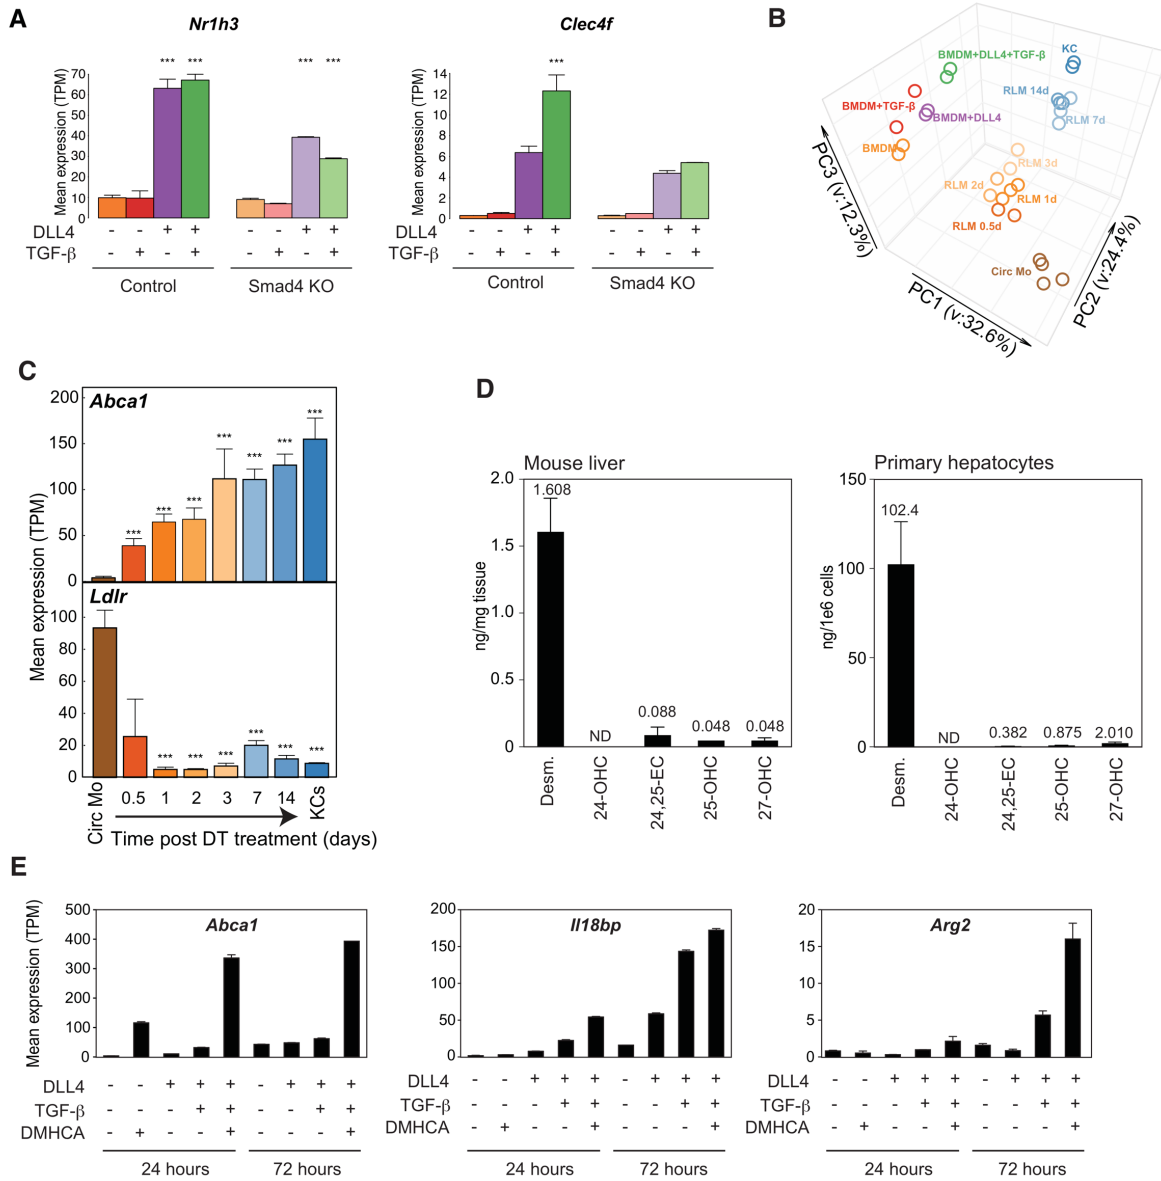 A
Nr1h3
Mean expression (TPM)
70
60
50
40
30
20
10
0
***
***
***
***
DLL4 - - + + - - + +
TGF-β - + - + - + - +
Control
Smad4 KO
Clec4f
Mean expression (TPM)
14
12
10
8
6
4
2
0
***
DLL4 - - + + - - + +
TGF-β - + - + - + - +
Control
Smad4 KO
B
BMDM+DLL4+TGF-β
KC
RLM 14d
BMDM+TGF-β
BMDM+DLL4
RLM 7d
BMDM
RLM 3d
RLM 2d
RLM 1d
RLM 0.5d
Circ Mo
PC3 (v:12.3%)
PC1 (v:32.6%)
PC2 (v:24.4%)
C
Mean expression (TPM)
Abca1
200
150
100
50
0
***
***
***
***
***
***
***
Ldlr
100
80
60
40
20
0
***
***
***
***
***
***
Circ Mo
0.5 1 2 3 7 14
KCs
Time post DT treatment (days)
D
Mouse liver
ng/mg tissue
2.0
1.5
1.0
0.5
0
1.608
ND
0.088
0.048
0.048
Desm.
24-OHC
24,25-EC
25-OHC
27-OHC
Primary hepatocytes
ng/1e6 cells
150
100
50
0
102.4
ND
0.382
0.875
2.010
Desm.
24-OHC
24,25-EC
25-OHC
27-OHC
E
Mean expression (TPM)
Abca1
500
400
300
200
100
0
DLL4 - - + + + - + + +
TGF-β - - - + + - - + +
DMHCA - + - - + - - - +
24 hours
72 hours
Il18bp
200
150
100
50
0
DLL4 - - + + + - + + +
TGF-β - - - + + - - + +
DMHCA - + - - + - - - +
24 hours
72 hours
Arg2
20
15
10
5
0
DLL4 - - + + + - + + +
TGF-β - - - + + - - + +
DMHCA - + - - + - - - +
24 hours
72 hours